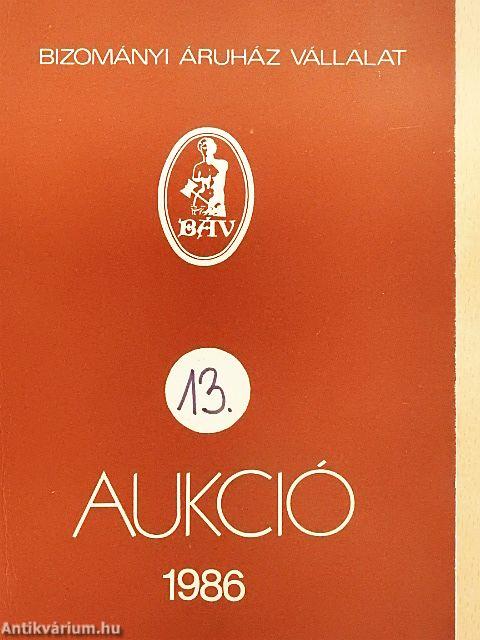 BIZOMÁNYI ÁRUHÁZ VÁLLALAT
BÁV
13.
AUKCIÓ
1986
Antikvárium.hu